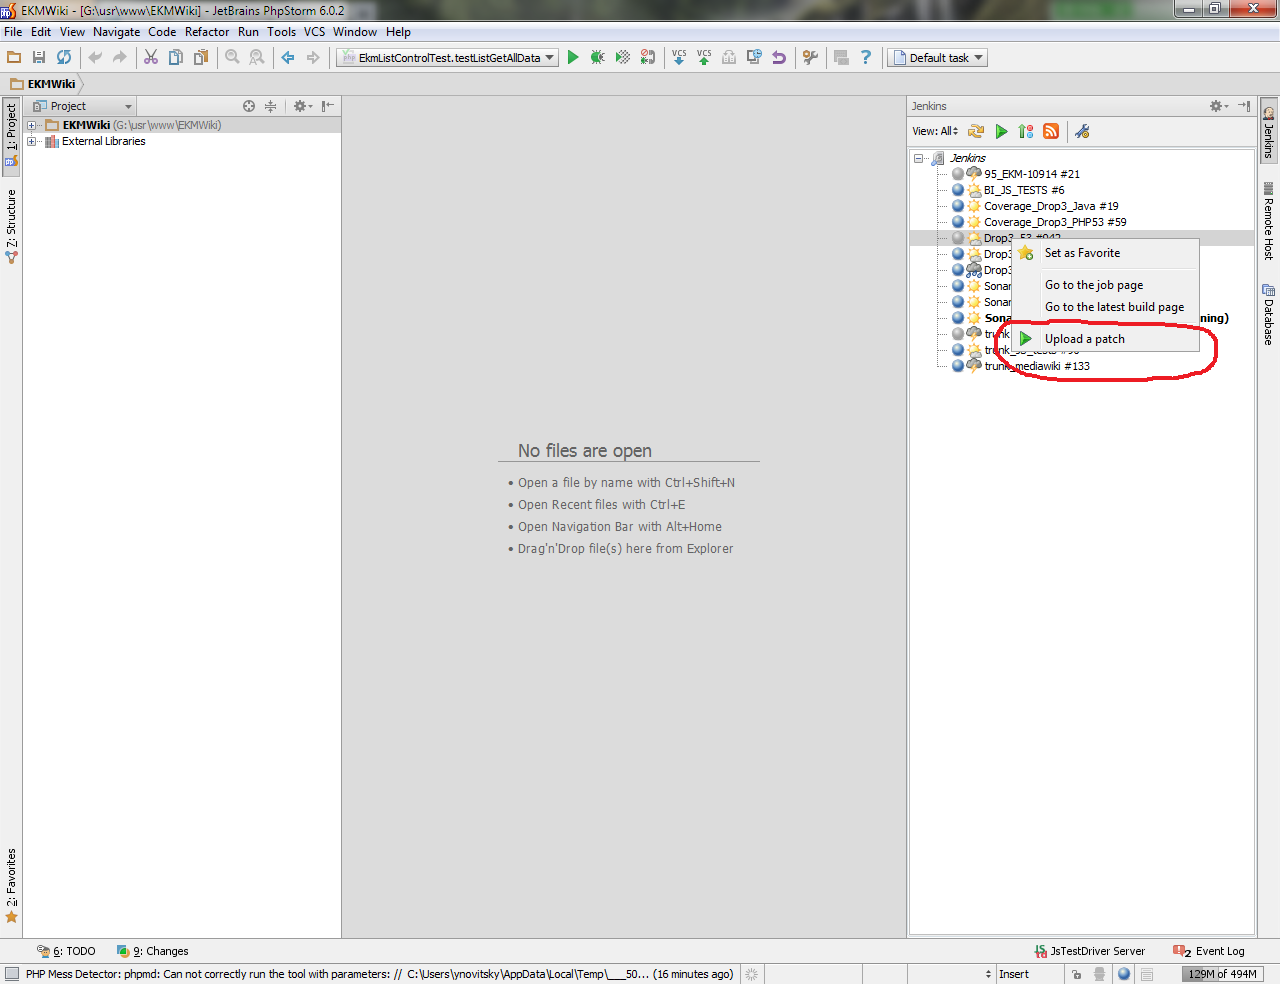 EKMWiki - [G:\usr\www\EKMWiki] - JetBrains PhpStorm 6.0.2
File Edit View Navigate Code Refactor Run Tools VCS Window Help
EkmListControlTest.testListGetAllData
VCS VCS
Default task
EKMWiki
Project
Jenkins
1: Project
Z: Structure
2: Favorites
EKMWiki (G:\usr\www\EKMWiki)
External Libraries
No files are open
• Open a file by name with Ctrl+Shift+N
• Open Recent files with Ctrl+E
• Open Navigation Bar with Alt+Home
• Drag'n'Drop file(s) here from Explorer
View: All
Jenkins
95_EKM-10914 #21
BI_JS_TESTS #6
Coverage_Drop3_Java #19
Coverage_Drop3_PHP53 #59
Drop3_53 #942
Drop3
Drop3
Sonar
Sonar
Sona ning)
trunk
trunk_js_tests #90
trunk_mediawiki #133
Set as Favorite
Go to the job page
Go to the latest build page
Upload a patch
Jenkins
Remote Host
Database
6: TODO
9: Changes
JsTestDriver Server
2 Event Log
PHP Mess Detector: phpmd: Can not correctly run the tool with parameters: // C:\Users\ynovitsky\AppData\Local\Temp\___50... (16 minutes ago)
Insert
129M of 494M